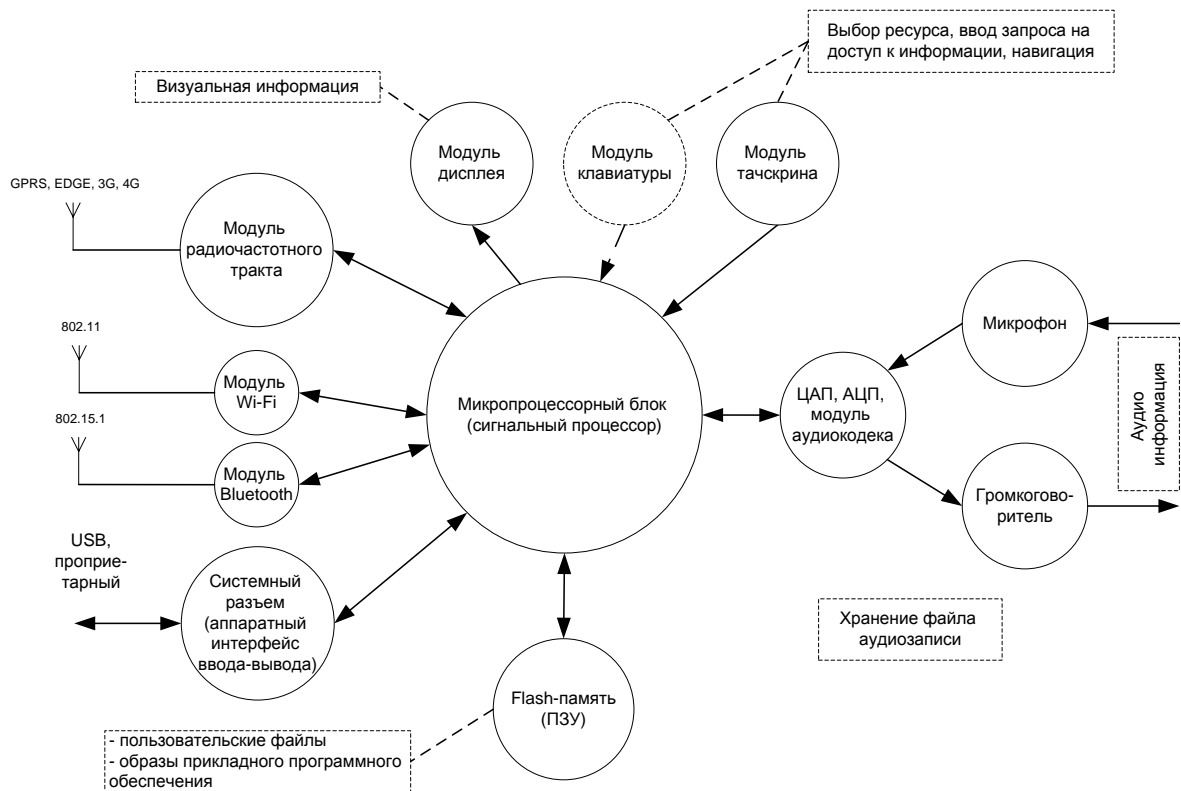 Выбор ресурса, ввод запроса на
доступ к информации, навигация
Визуальная информация
Модуль
дисплея
Модуль
клавиатуры
Модуль
тачскрина
GPRS, EDGE, 3G, 4G
Модуль
радиочастотного
тракта
802.11
Модуль
Wi-Fi
802.15.1
Модуль
Bluetooth
Микропроцессорный блок
(сигнальный процессор)
ЦАП, АЦП,
модуль
аудиокодека
Микрофон
Аудио
информация
Громкогово-
ритель
USB,
проприе-
тарный
Системный
разъем
(аппаратный
интерфейс
ввода-вывода)
Хранение файла
аудиозаписи
Flash-память
(ПЗУ)
- пользовательские файлы
- образы прикладного программного
обеспечения